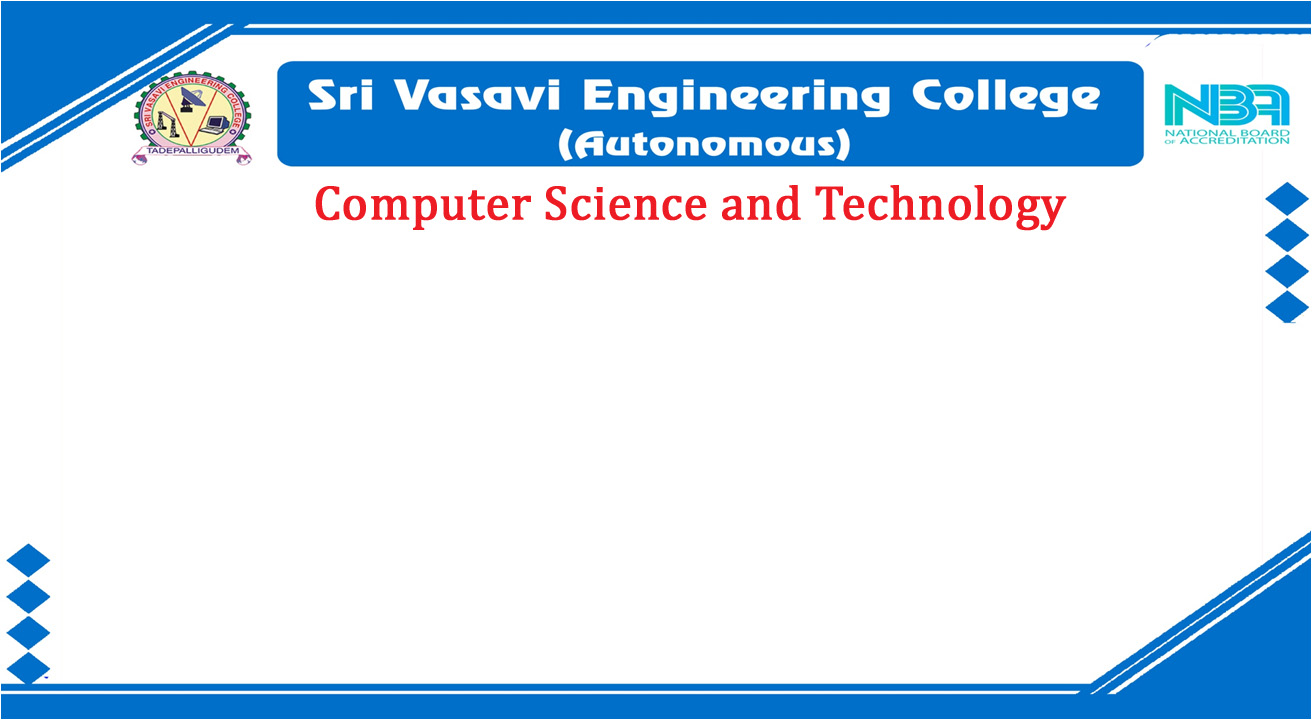 SRI VASAVI ENGINEERING COLLEGE
TADEPALLIGUDEM
Sri Vasavi Engineering College
(Autonomous)
NBA
NATIONAL BOARD
OF ACCREDITATION
Computer Science and Technology